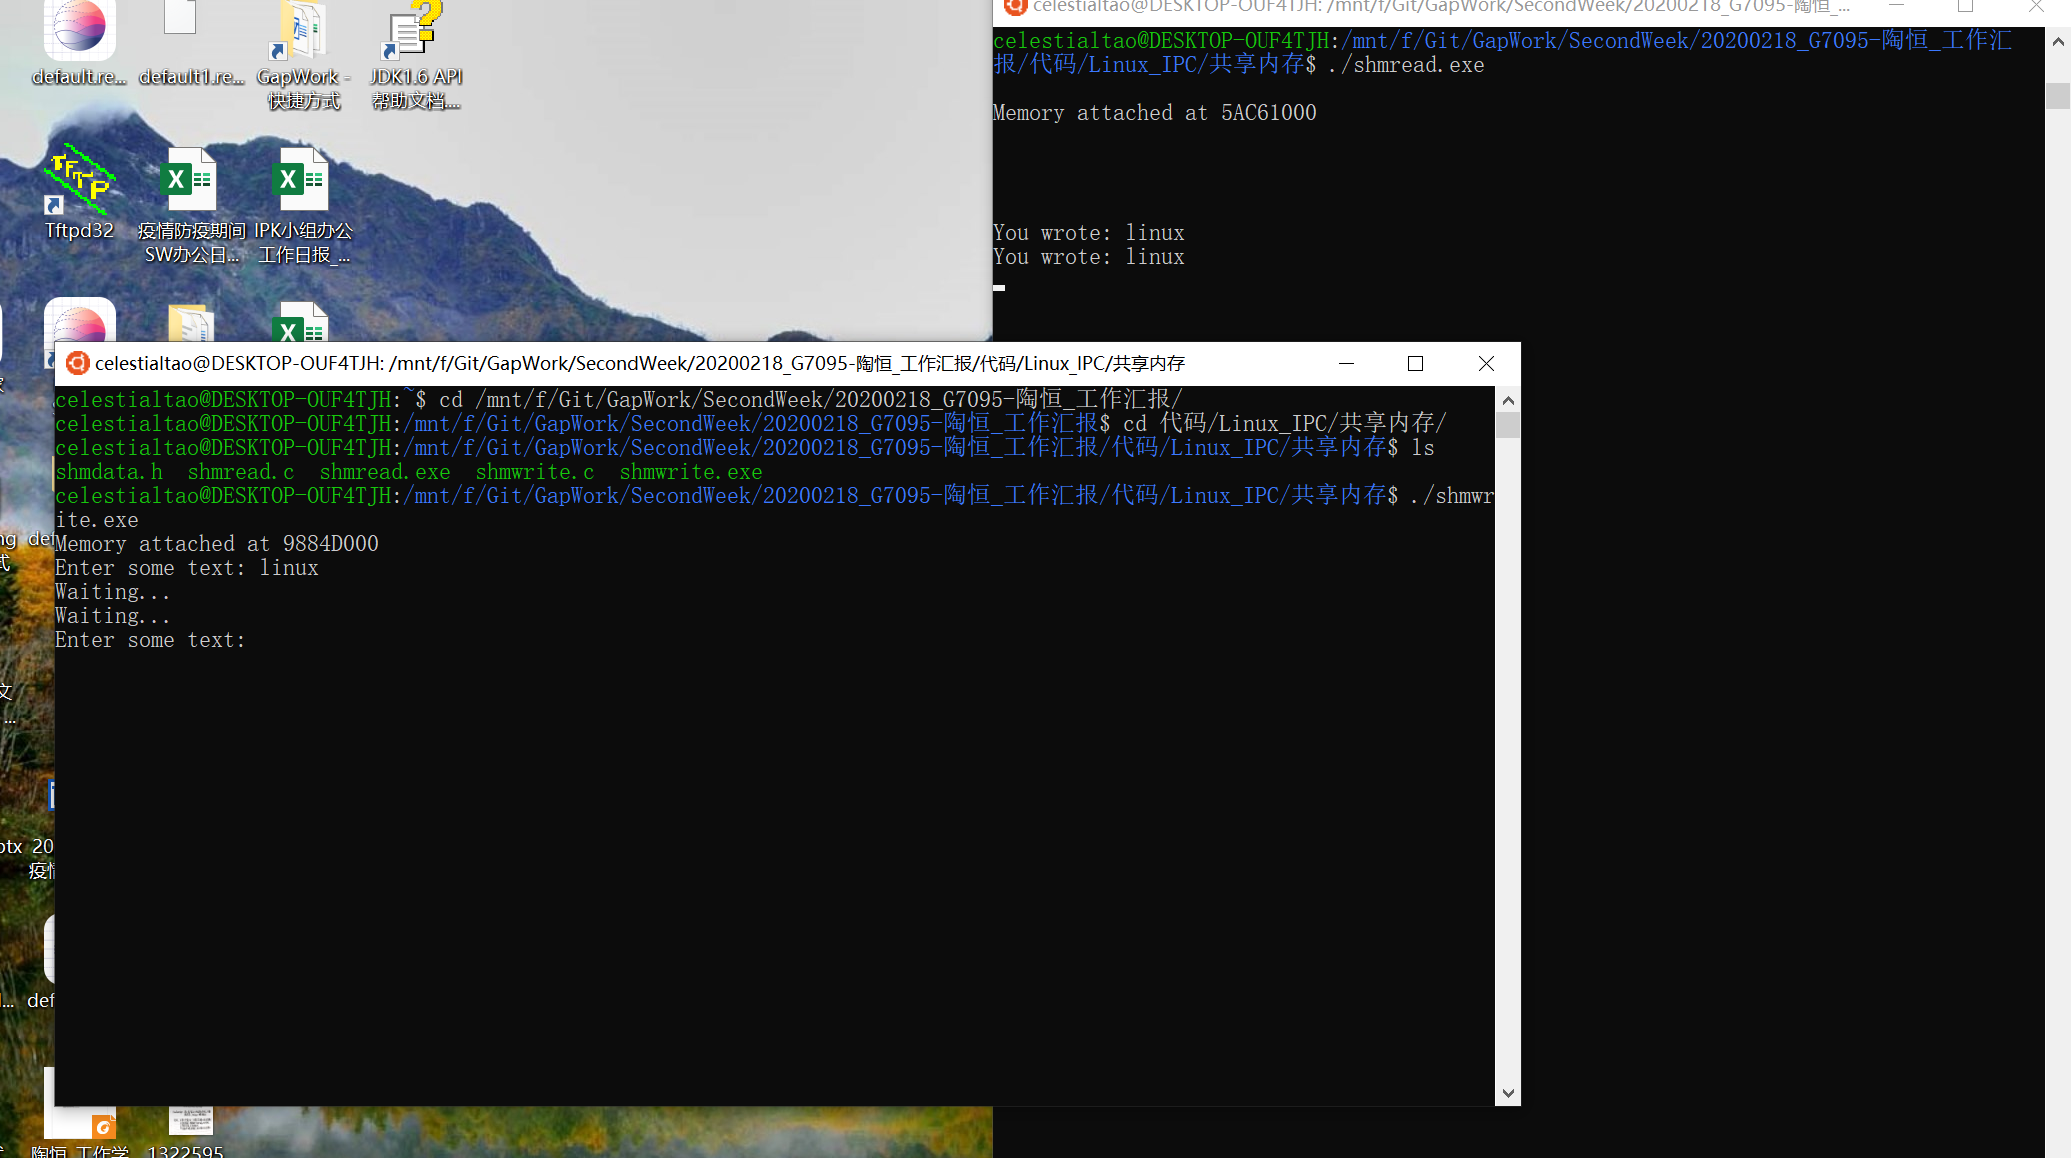 default.re...
default1.re...
GapWork -
快捷方式
JDK1.6 API
帮助文档....
TFTP
Tftpd32
疫情防疫期间
SW办公日...
IPK小组办公
工作日报_...
celestialtao@DESKTOP-OUF4TJH: /mnt/f/Git/GapWork/SecondWeek/20200218_G7095-陶恒_...
celestialtao@DESKTOP-OUF4TJH:/mnt/f/Git/GapWork/SecondWeek/20200218_G7095-陶恒_工作汇
报/代码/Linux_IPC/共享内存$ ./shmread.exe
Memory attached at 5AC61000
You wrote: linux
You wrote: linux
celestialtao@DESKTOP-OUF4TJH: /mnt/f/Git/GapWork/SecondWeek/20200218_G7095-陶恒_工作汇报/代码/Linux_IPC/共享内存
celestialtao@DESKTOP-OUF4TJH:~$ cd /mnt/f/Git/GapWork/SecondWeek/20200218_G7095-陶恒_工作汇报/
celestialtao@DESKTOP-OUF4TJH:/mnt/f/Git/GapWork/SecondWeek/20200218_G7095-陶恒_工作汇报$ cd 代码/Linux_IPC/共享内存/
celestialtao@DESKTOP-OUF4TJH:/mnt/f/Git/GapWork/SecondWeek/20200218_G7095-陶恒_工作汇报/代码/Linux_IPC/共享内存$ ls
shmdata.h  shmread.c  shmread.exe  shmwrite.c  shmwrite.exe
celestialtao@DESKTOP-OUF4TJH:/mnt/f/Git/GapWork/SecondWeek/20200218_G7095-陶恒_工作汇报/代码/Linux_IPC/共享内存$ ./shmwr
ite.exe
Memory attached at 9884D000
Enter some text: linux
Waiting...
Waiting...
Enter some text:
陶恒_工作学
1322595